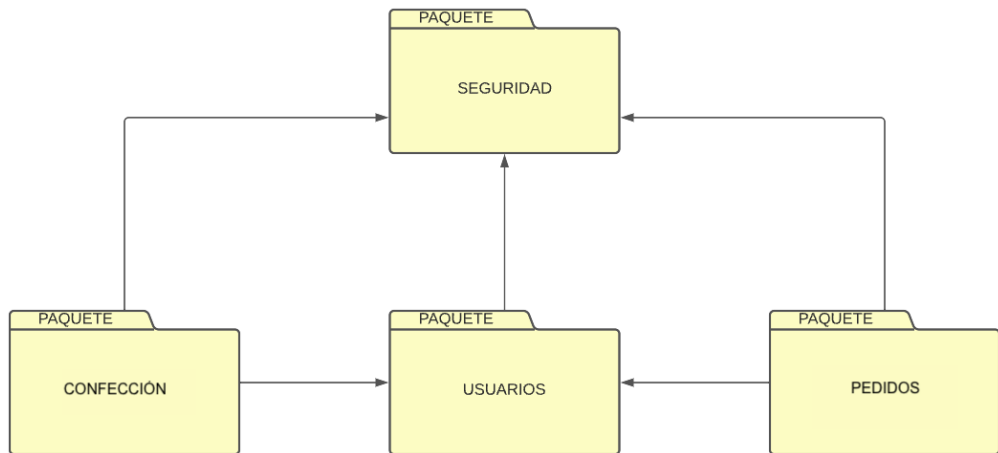 PAQUETE
SEGURIDAD
PAQUETE
CONFECCIÓN
PAQUETE
USUARIOS
PAQUETE
PEDIDOS